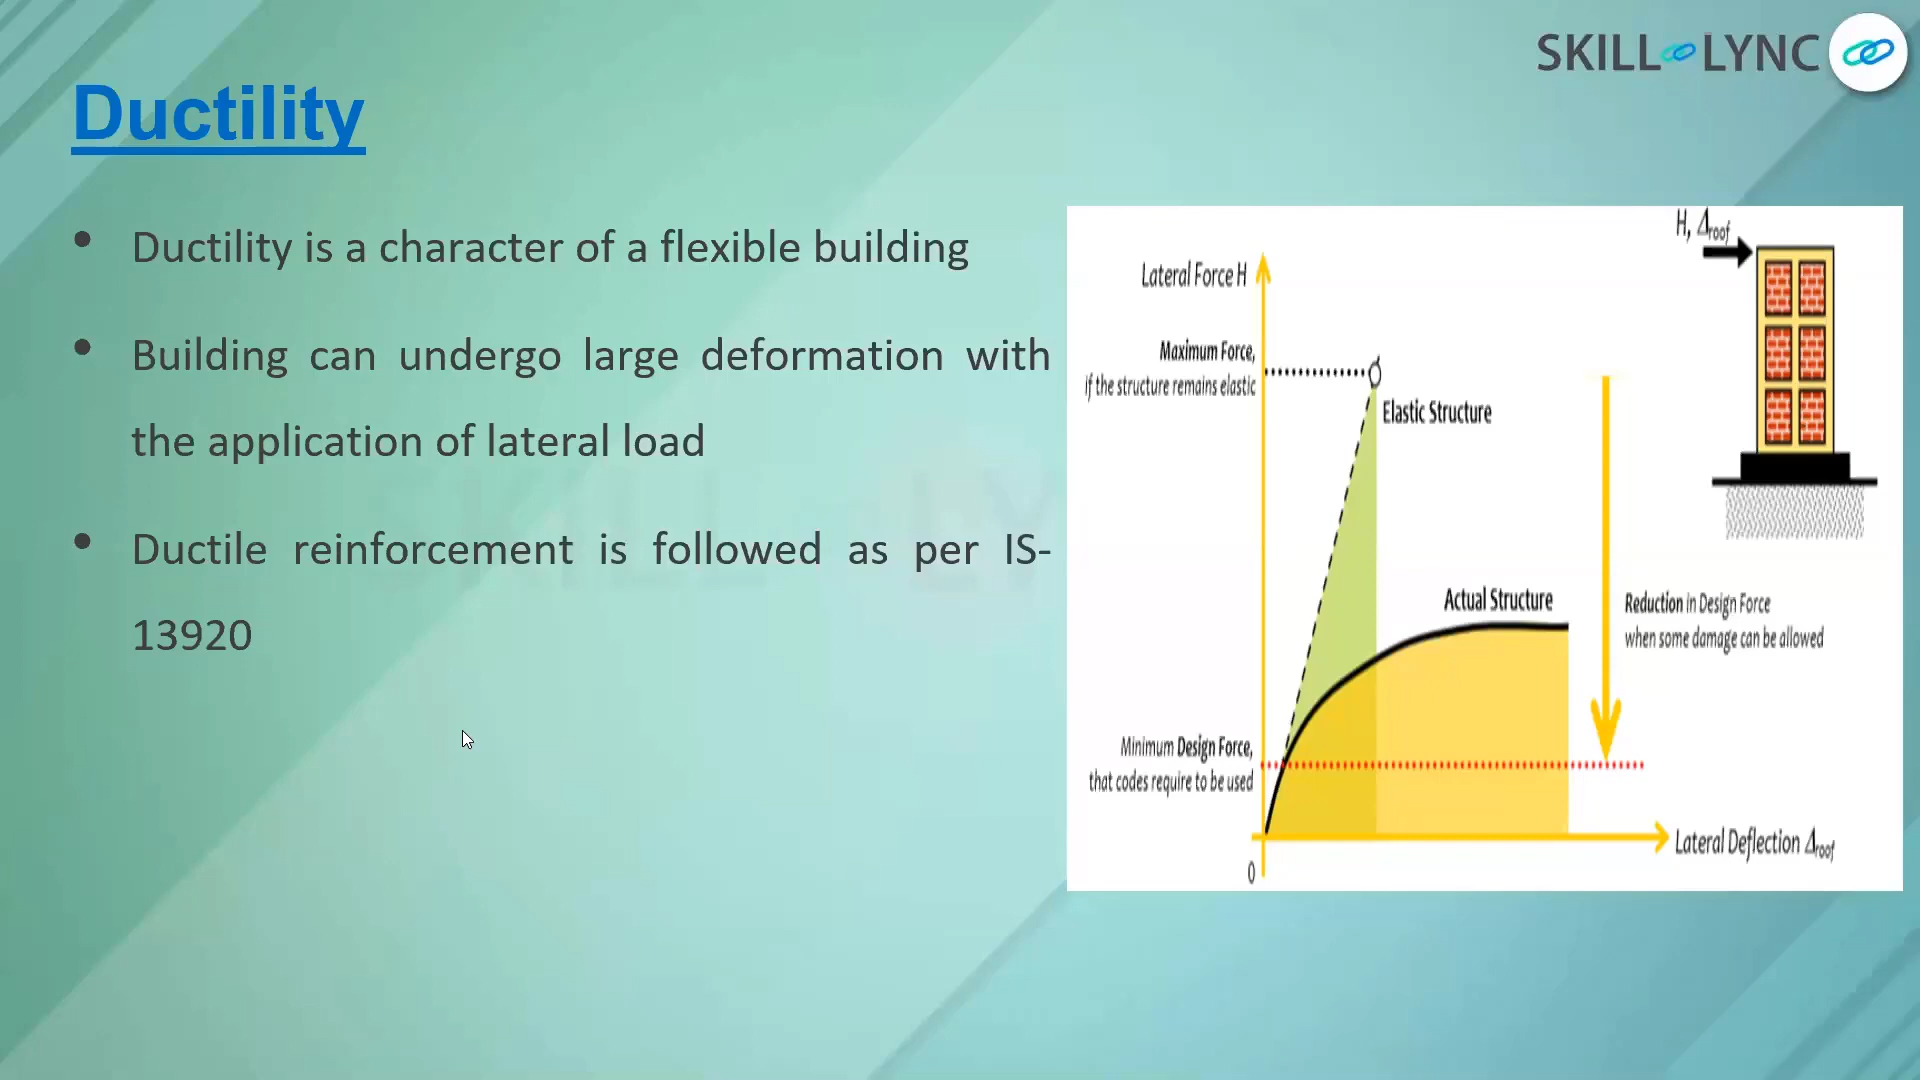 SKILL LYNC
Ductility
• Ductility is a character of a flexible building
• Building can undergo large deformation with
the application of lateral load
• Ductile reinforcement is followed as per IS-
13920
H, Δroof
Lateral Force H
Maximum Force,
if the structure remains elastic
Elastic Structure
Actual Structure
Reduction in Design Force
when some damage can be allowed
Minimum Design Force,
that codes require to be used
Lateral Deflection Δroof
0
SKILL LY